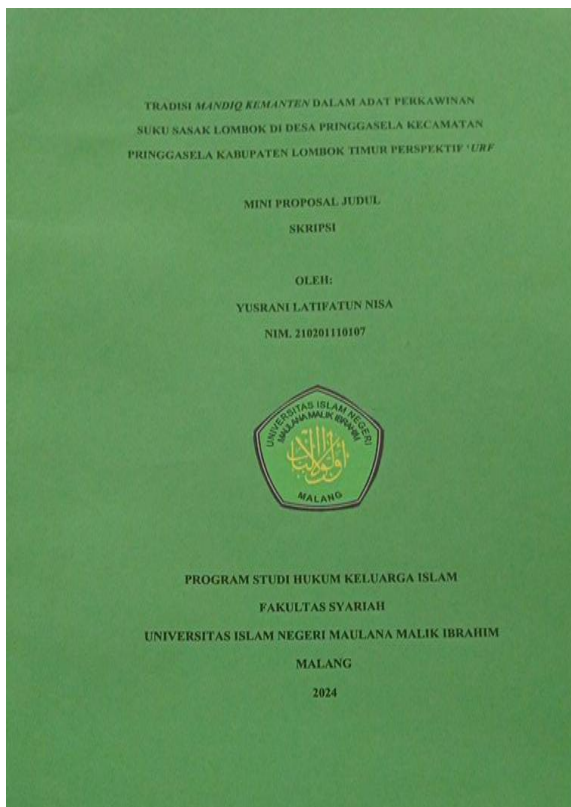 TRADISI MANDIQ KEMANTEN DALAM ADAT PERKAWINAN
SUKU SASAK LOMBOK DI DESA PRINGGASELA KECAMATAN
PRINGGASELA KABUPATEN LOMBOK TIMUR PERSPEKTIF 'URF
MINI PROPOSAL JUDUL
SKRIPSI
OLEH:
YUSRANI LATIFATUN NISA
NIM. 210201110107
UNIVERSITAS ISLAM NEGERI
MAULANA MALIK IBRAHIM
MALANG
PROGRAM STUDI HUKUM KELUARGA ISLAM
FAKULTAS SYARIAH
UNIVERSITAS ISLAM NEGERI MAULANA MALIK IBRAHIM
MALANG
2024